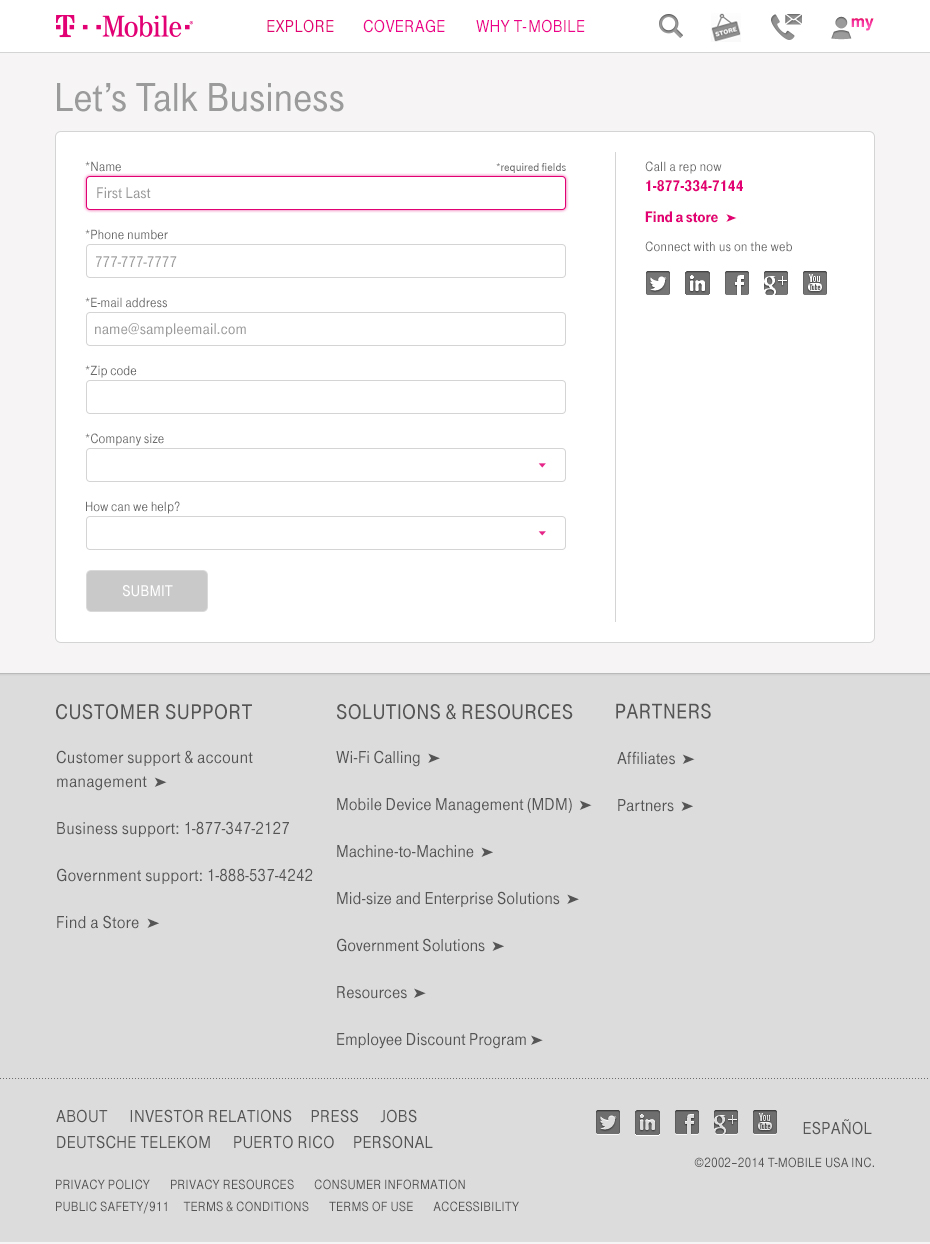 T-Mobile
EXPLORE COVERAGE WHY T-MOBILE STORE my
Let's Talk Business
*Name *required fields
First Last
*Phone number
777-777-7777
*E-mail address
name@sampleemail.com
*Zip code
*Company size
How can we help?
SUBMIT
Call a rep now
1-877-334-7144
Find a store
Connect with us on the web
in f g+ You Tube
CUSTOMER SUPPORT
Customer support & account
management
Business support: 1-877-347-2127
Government support: 1-888-537-4242
Find a Store
SOLUTIONS & RESOURCES
Wi-Fi Calling
Mobile Device Management (MDM)
Machine-to-Machine
Mid-size and Enterprise Solutions
Government Solutions
Resources
Employee Discount Program
PARTNERS
Affiliates
Partners
ABOUT INVESTOR RELATIONS PRESS JOBS
DEUTSCHE TELEKOM PUERTO RICO PERSONAL
in f g+ You Tube ESPAÑOL
©2002–2014 T-MOBILE USA INC.
PRIVACY POLICY PRIVACY RESOURCES CONSUMER INFORMATION
PUBLIC SAFETY/911 TERMS & CONDITIONS TERMS OF USE ACCESSIBILITY